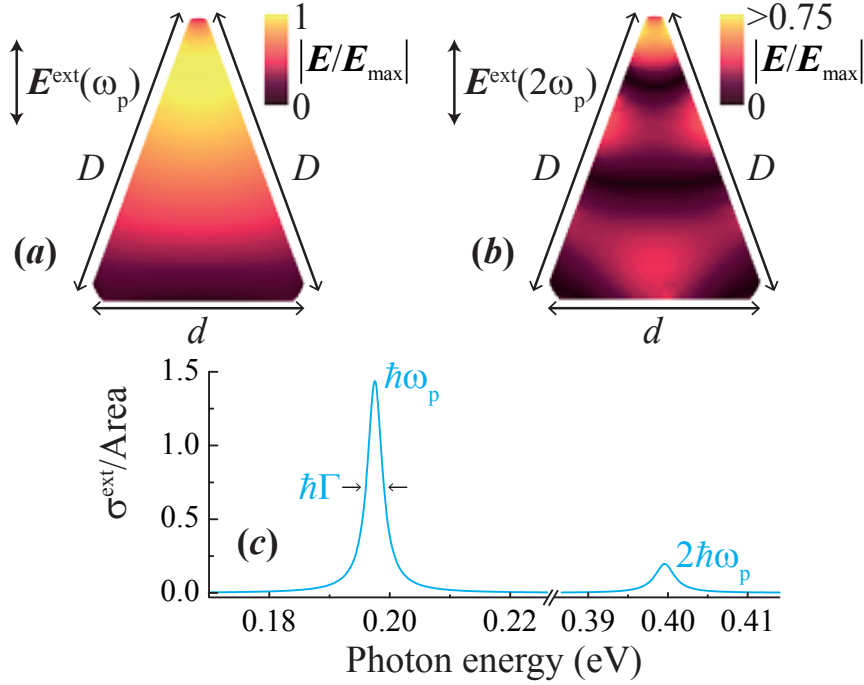 1
|E/E_max|
0
E^ext(ω_p)
D
D
(a)
d
>0.75
|E/E_max|
0
E^ext(2ω_p)
D
D
(b)
d
1.5
1.0
0.5
0.0
σ^ext/Area
ħω_p
ħΓ
(c)
2ħω_p
0.18 0.20 0.22 0.39 0.40 0.41
Photon energy (eV)